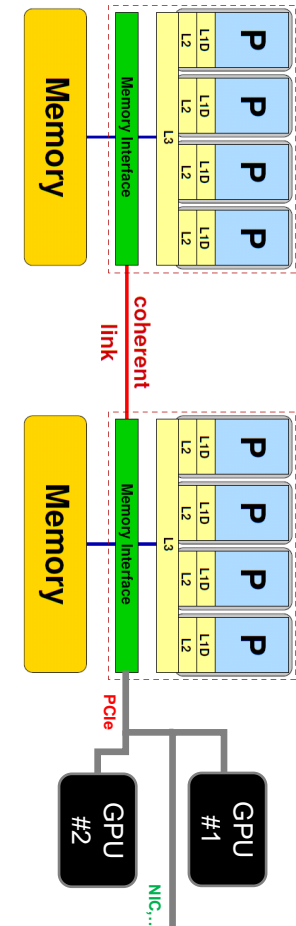 P
P
P
P
L1D
L1D
L1D
L1D
L2
L2
L2
L2
L3
Memory Interface
Memory
coherent
link
P
P
P
P
L1D
L1D
L1D
L1D
L2
L2
L2
L2
L3
Memory Interface
Memory
PCIe
GPU
#1
GPU
#2
NIC,...